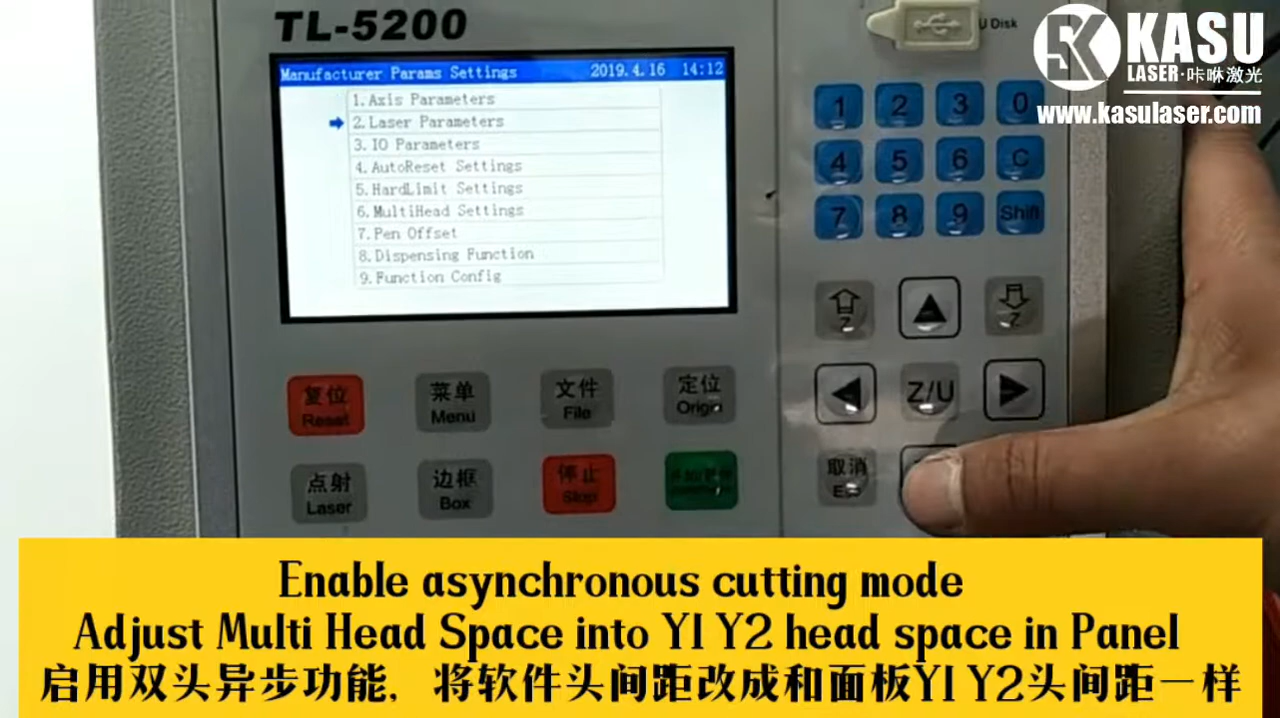 TL-5200
U Disk
KASU
LASER·咔咻激光
www.kasulaser.com
Manufacturer Params Settings 2019.4.16 14:12
1.Axis Parameters
2.Laser Parameters
3.IO Parameters
4.AutoReset Settings
5.HardLimit Settings
6.MultiHead Settings
7.Pen Offset
8.Dispensing Function
9.Function Config
1 2 3 0
4 5 6 C
7 8 9 Shift
Z
Z
Z/U
复位 菜单 文件 定位
Reset Menu File Origin
点射 边框 停止
Laser Box Stop
取消
Enable asynchronous cutting mode
Adjust Multi Head Space into Y1 Y2 head space in Panel
启用双头异步功能，将软件头间距改成和面板Y1 Y2头间距一样